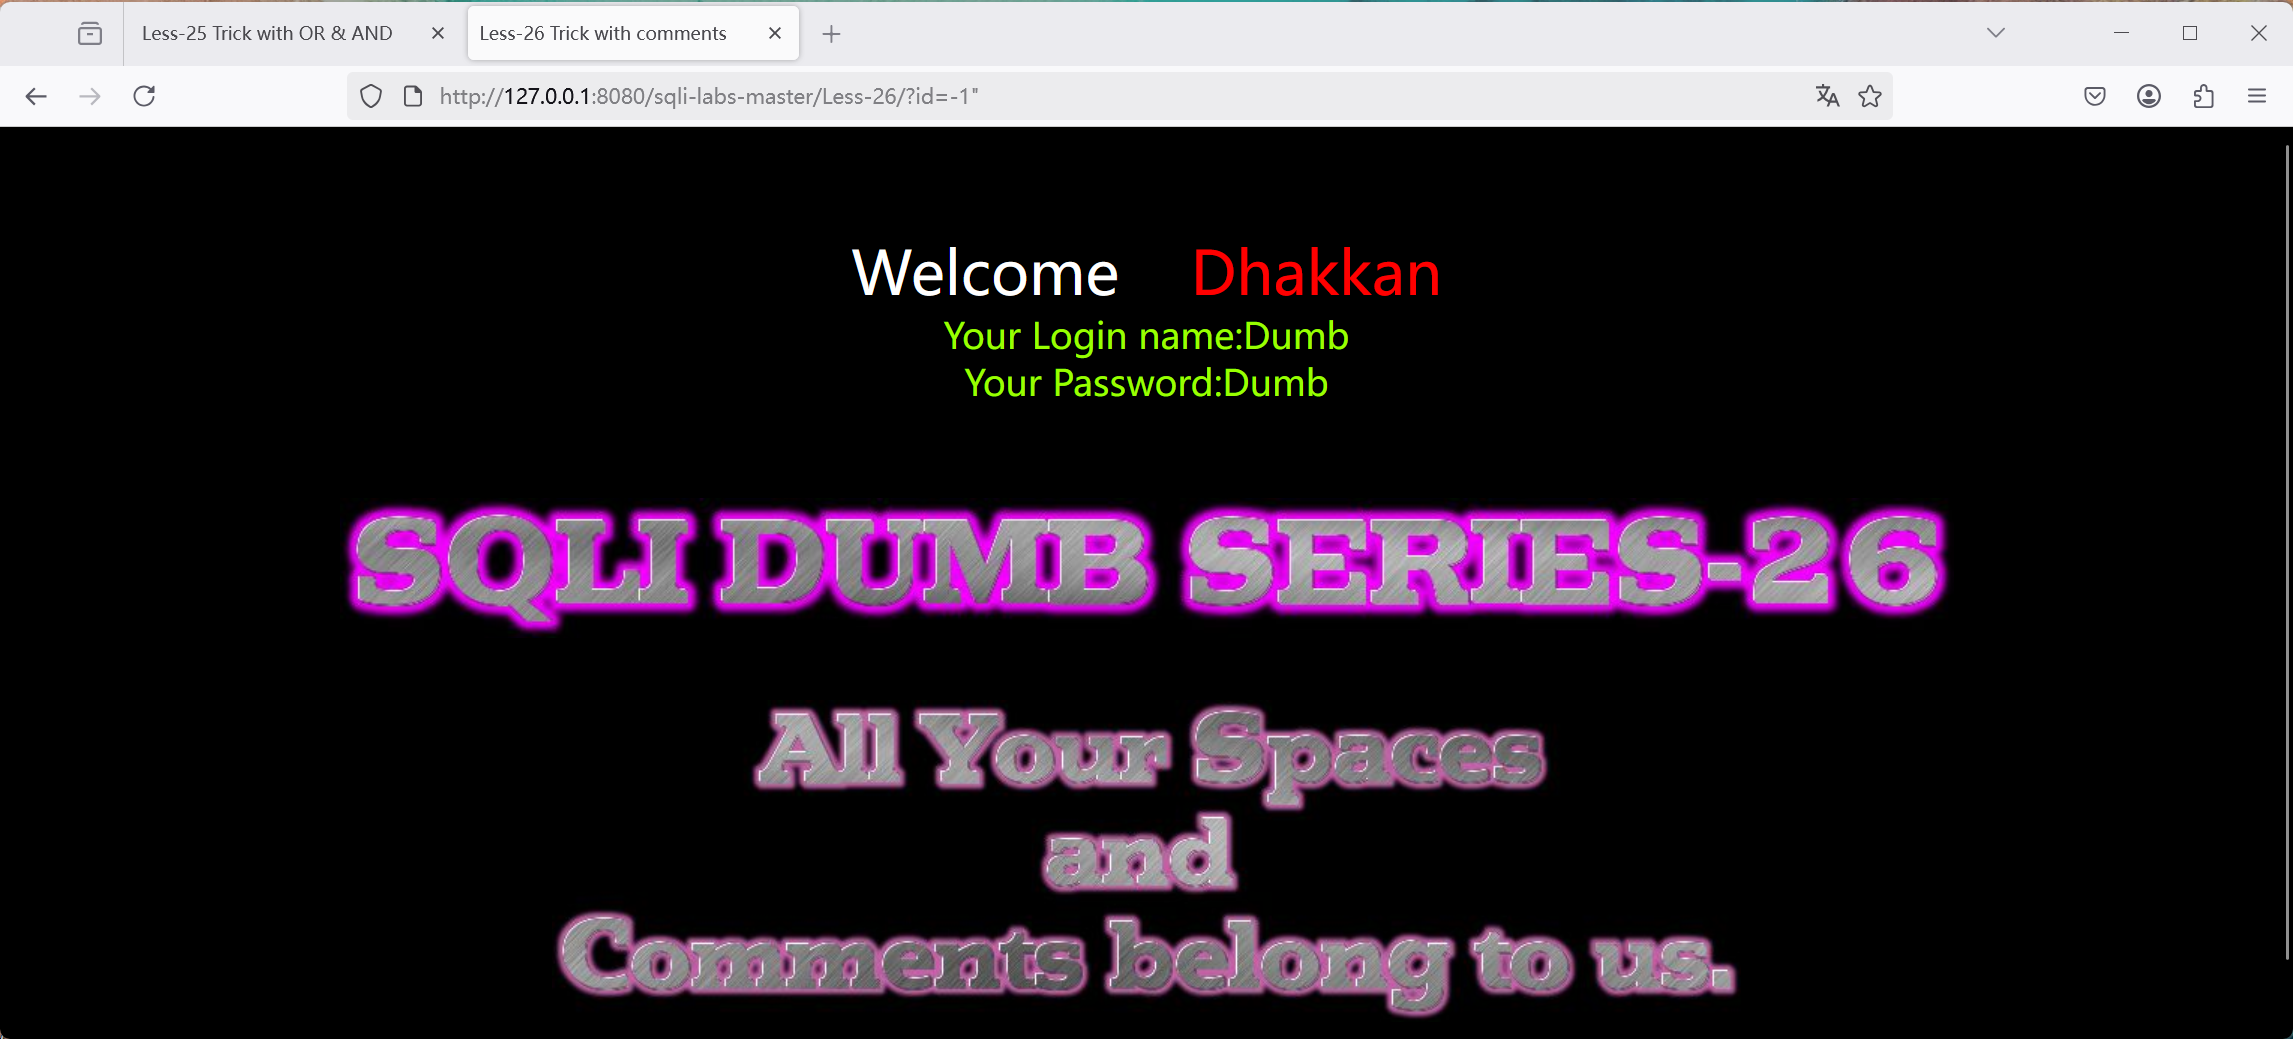 Less-25 Trick with OR & AND
Less-26 Trick with comments
http://127.0.0.1:8080/sqli-labs-master/Less-26/?id=-1"
Welcome Dhakkan
Your Login name:Dumb
Your Password:Dumb
SQLI DUMB SERIES-26
All Your Spaces
and
Comments belong to us.